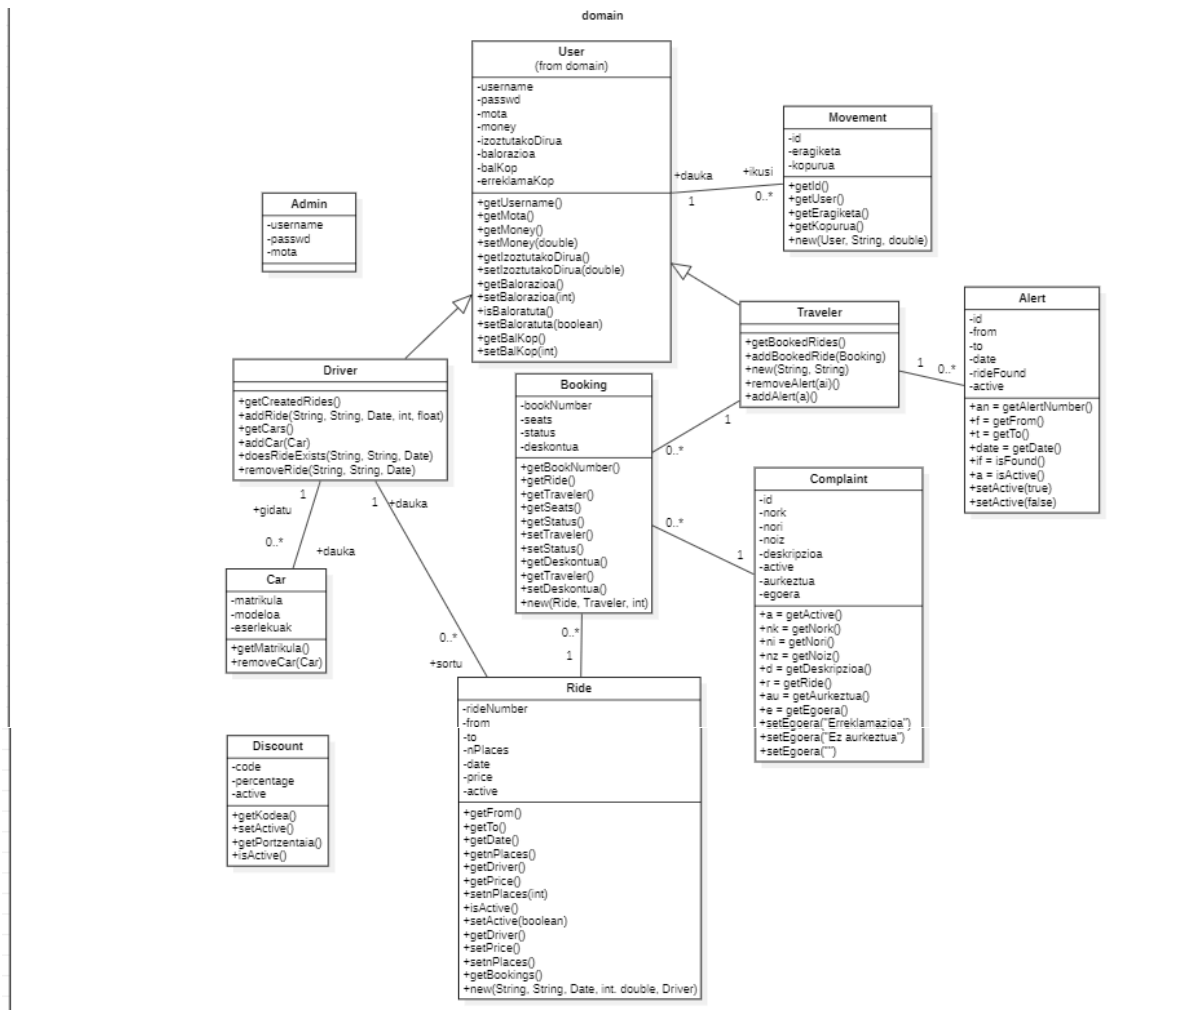 domain
User
(from domain)
-username
-passwd
-mota
-money
-izoztutakoDirua
-balorazioa
-balKop
-erreklamaKop
+getUsername()
+getMota()
+getMoney()
+setMoney(double)
+getIzoztutakoDirua()
+setIzoztutakoDirua(double)
+getBalorazioa()
+setBalorazioa(int)
+isBaloratuta()
+setBaloratuta(boolean)
+getBalKop()
+setBalKop(int)
+dauka
1
+ikusi
0..*
Movement
-id
-eragiketa
-kopurua
+getId()
+getUser()
+getEragiketa()
+getKopurua()
+new(User, String, double)
Admin
-username
-passwd
-mota
Traveler
+getBookedRides()
+addBookedRide(Booking)
+new(String, String)
+removeAlert(ai)()
+addAlert(a)()
1
0..*
Alert
-id
-from
-to
-date
-rideFound
-active
+an = getAlertNumber()
+f = getFrom()
+t = getTo()
+date = getDate()
+if = isFound()
+a = isActive()
+setActive(true)
+setActive(false)
Driver
+getCreatedRides()
+addRide(String, String, Date, int, float)
+getCars()
+addCar(Car)
+doesRideExists(String, String, Date)
+removeRide(String, String, Date)
1
+gidatu
0..*
+dauka
1
+dauka
0..*
+sortu
Booking
-bookNumber
-seats
-status
-deskontua
+getBookNumber()
+getRide()
+getTraveler()
+getSeats()
+getStatus()
+setTraveler()
+setStatus()
+getDeskontua()
+getTraveler()
+setDeskontua()
+new(Ride, Traveler, int)
1
0..*
0..*
1
0..*
1
Complaint
-id
-nork
-nori
-noiz
-deskripzioa
-active
-aurkeztua
-egoera
+a = getActive()
+nk = getNork()
+ni = getNori()
+nz = getNoiz()
+d = getDeskripzioa()
+r = getRide()
+au = getAurkeztua()
+e = getEgoera()
+setEgoera("Erreklamazioa")
+setEgoera("Ez aurkeztua")
+setEgoera("")
Car
-matrikula
-modeloa
-eserlekuak
+getMatrikula()
+removeCar(Car)
Ride
-rideNumber
-from
-to
-nPlaces
-date
-price
-active
+getFrom()
+getTo()
+getDate()
+getnPlaces()
+getDriver()
+getPrice()
+setnPlaces(int)
+isActive()
+setActive(boolean)
+getDriver()
+setPrice()
+setnPlaces()
+getBookings()
+new(String, String, Date, int. double, Driver)
Discount
-code
-percentage
-active
+getKodea()
+setActive()
+getPortzentaia()
+isActive()